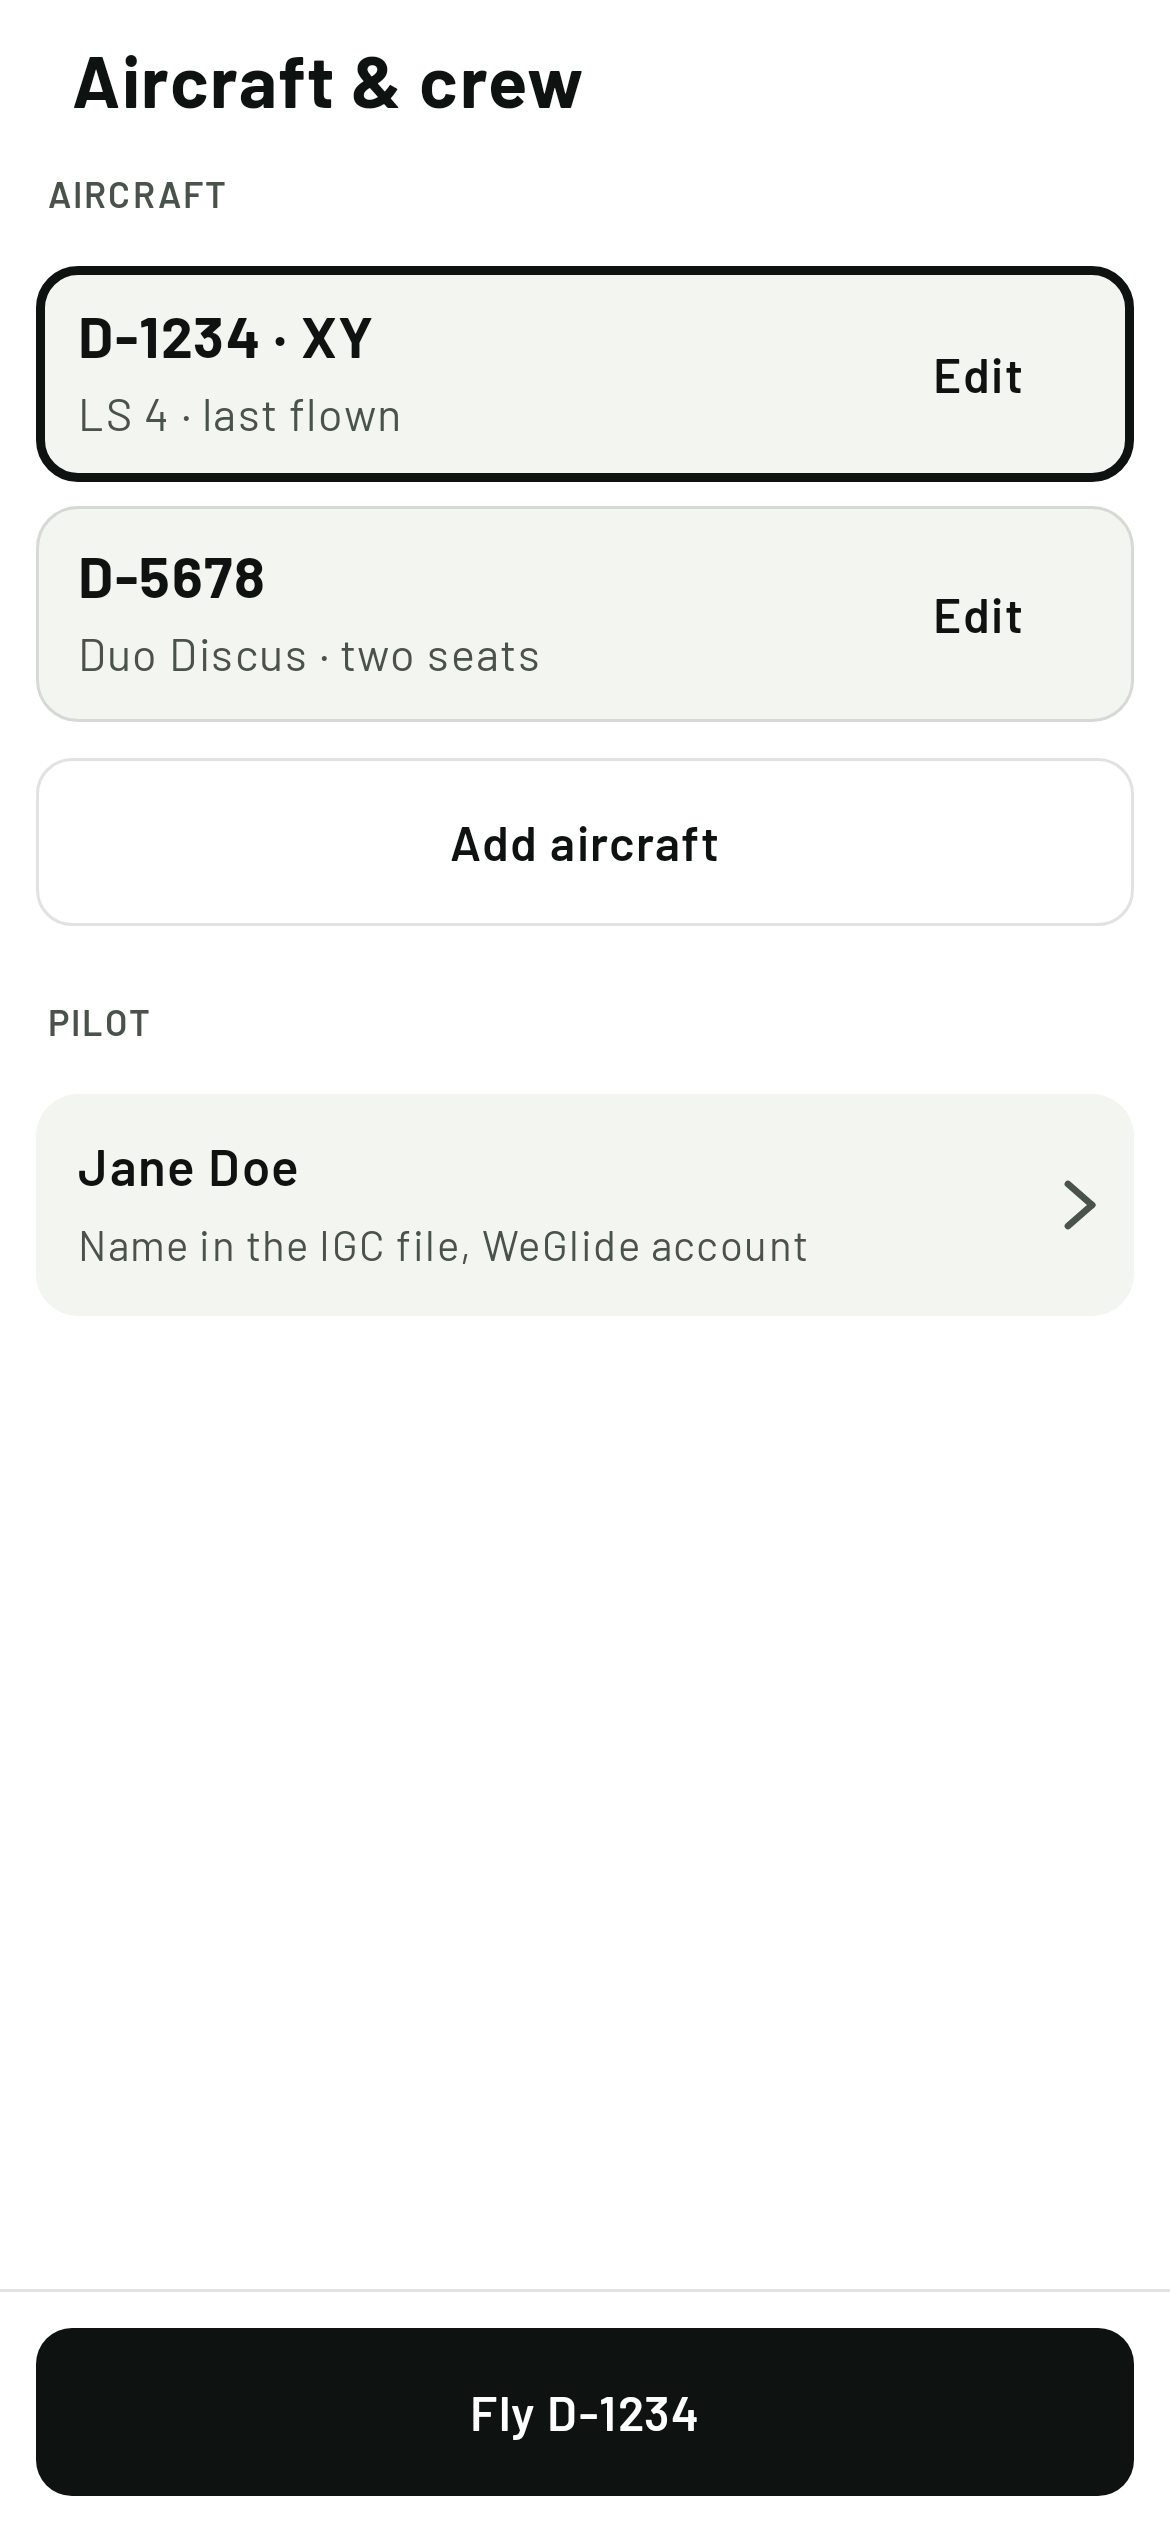 Aircraft & crew
AIRCRAFT
D-1234 · XY
LS 4 · last flown
Edit
D-5678
Duo Discus · two seats
Edit
Add aircraft
PILOT
Jane Doe
Name in the IGC file, WeGlide account
Fly D-1234